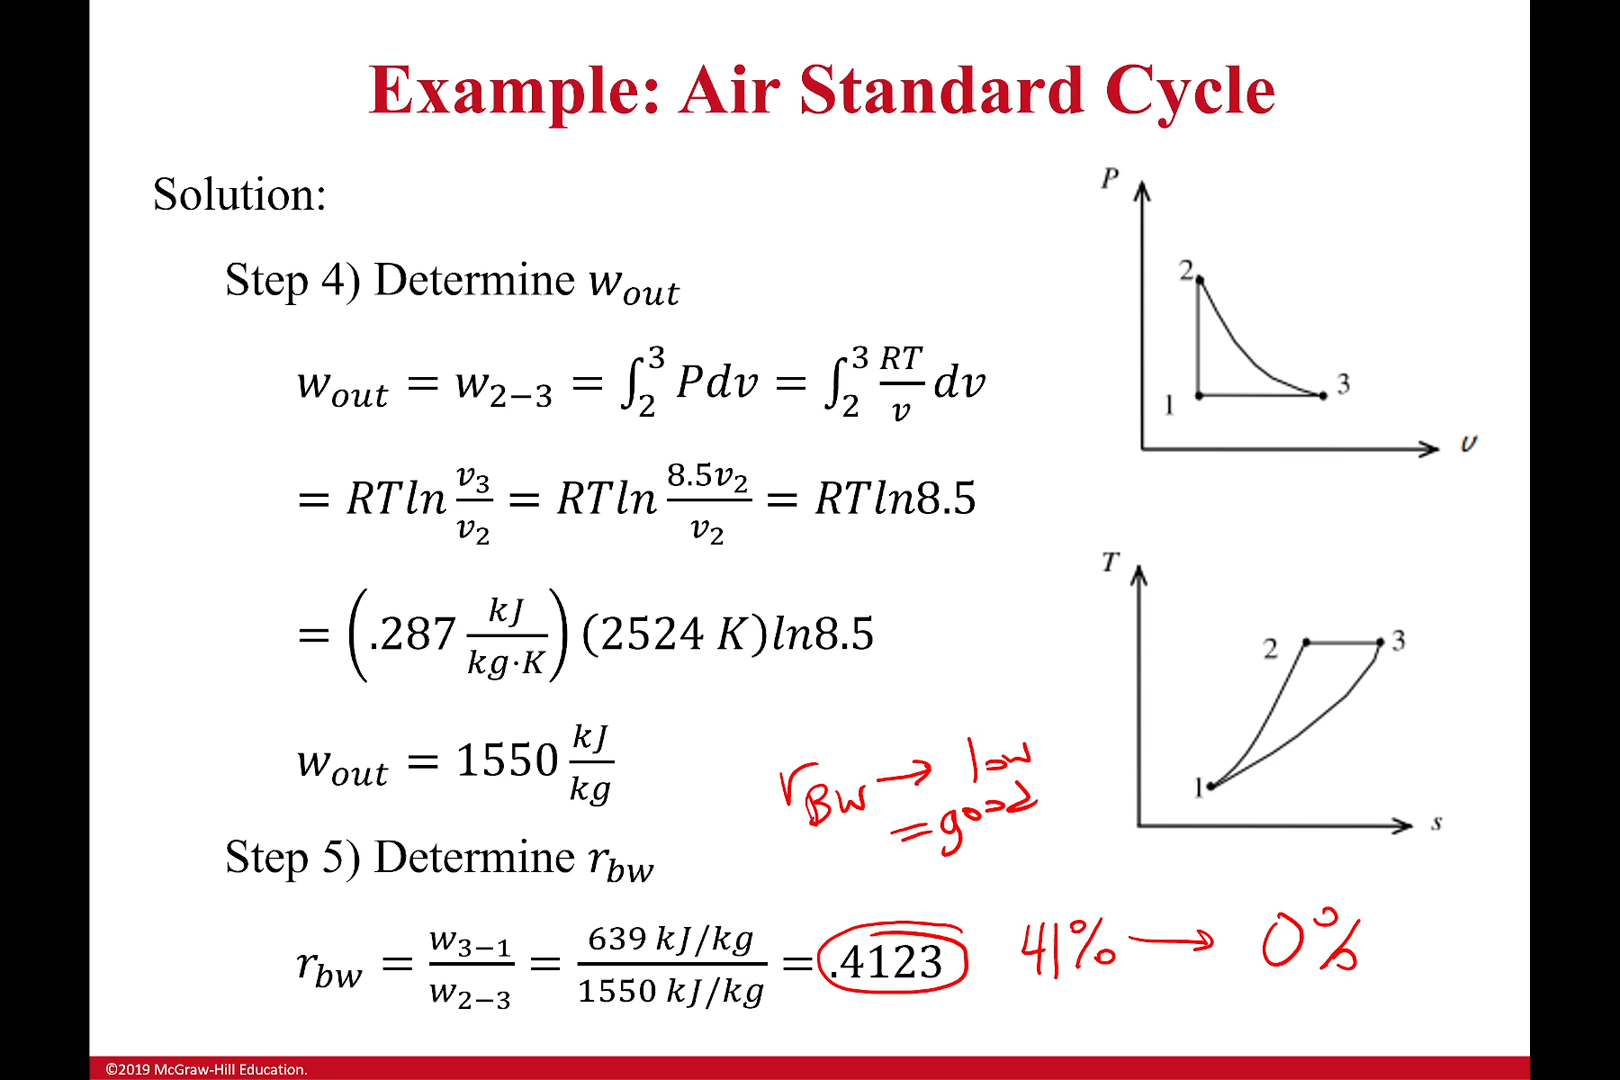 Example: Air Standard Cycle
Solution:
Step 4) Determine w_out
w_out = w_2−3 = ∫_2^3 Pdv = ∫_2^3 RT/v dv
= RTln v_3/v_2 = RTln 8.5v_2/v_2 = RTln8.5
= (.287 kJ/kg·K) (2524 K)ln8.5
w_out = 1550 kJ/kg
Step 5) Determine r_bw
r_bw = w_3−1/w_2−3 = 639 kJ/kg/1550 kJ/kg = .4123
r_BW → low
= good
41% → 0%
P
2
3
1
υ
T
2
3
1
s
©2019 McGraw-Hill Education.